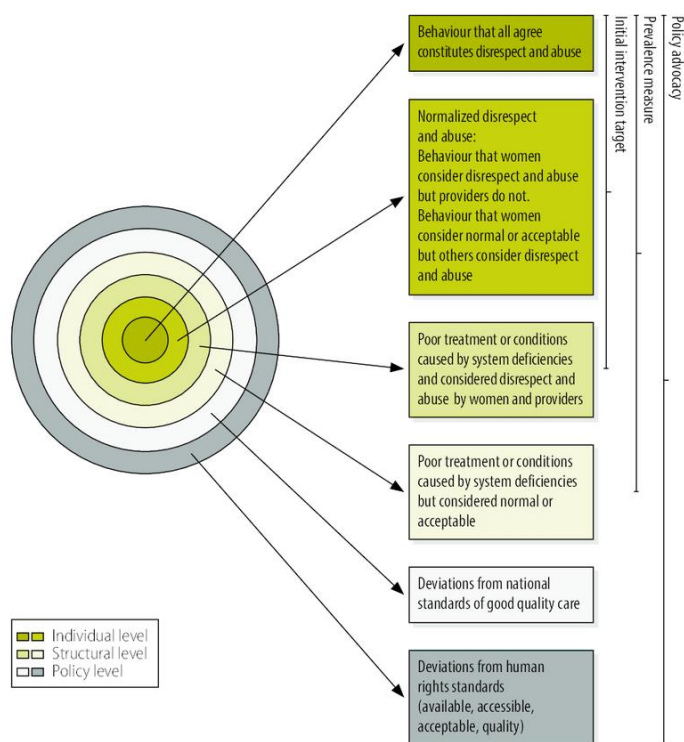 Behaviour that all agree
constitutes disrespect and abuse
Normalized disrespect
and abuse:
Behaviour that women
consider disrespect and abuse
but providers do not.
Behaviour that women
consider normal or acceptable
but others consider disrespect
and abuse
Poor treatment or conditions
caused by system deficiencies
and considered disrespect and
abuse by women and providers
Poor treatment or conditions
caused by system deficiencies
but considered normal or
acceptable
Deviations from national
standards of good quality care
Deviations from human
rights standards
(available, accessible,
acceptable, quality)
Initial intervention target
Prevalence measure
Policy advocacy
Individual level
Structural level
Policy level